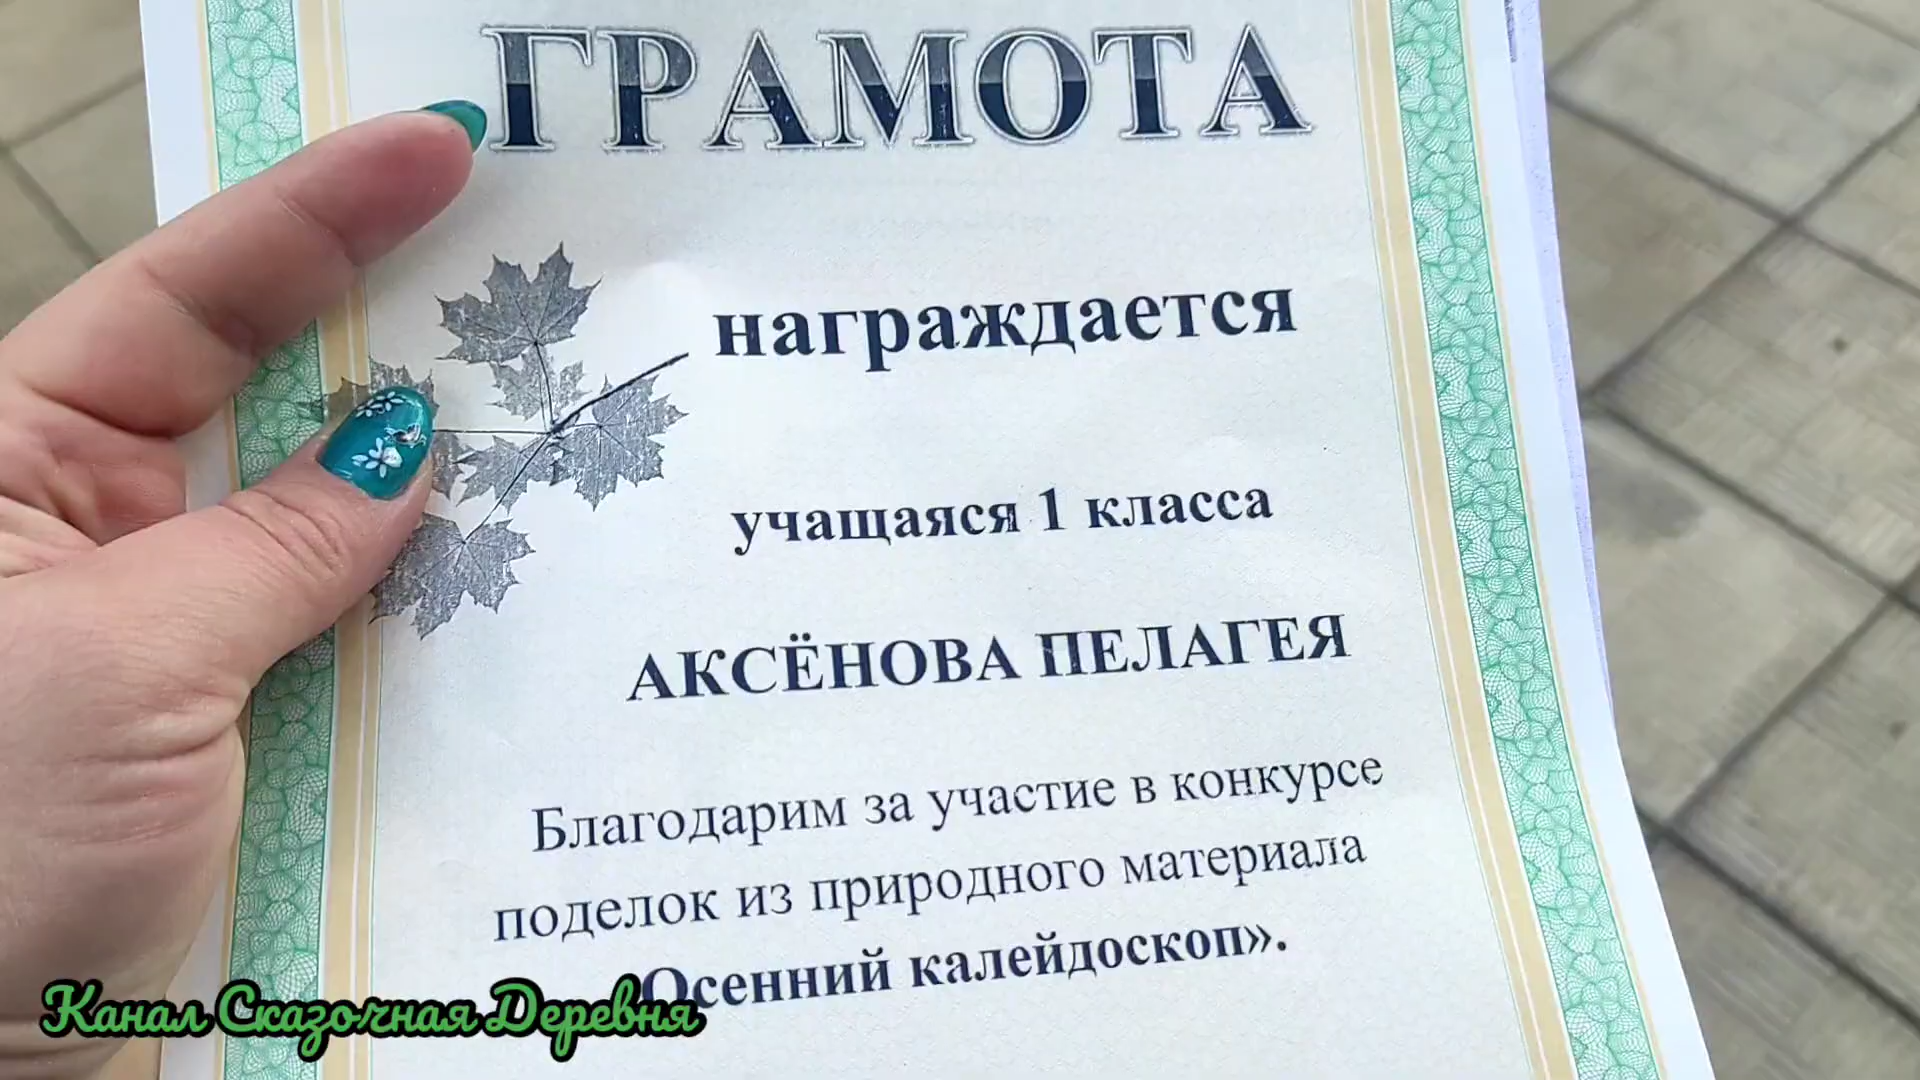 ГРАМОТА
награждается
учащаяся 1 класса
АКСЁНОВА ПЕЛАГЕЯ
Благодарим за участие в конкурсе
поделок из природного материала
Осенний калейдоскоп».
Канал Сказочная Деревня